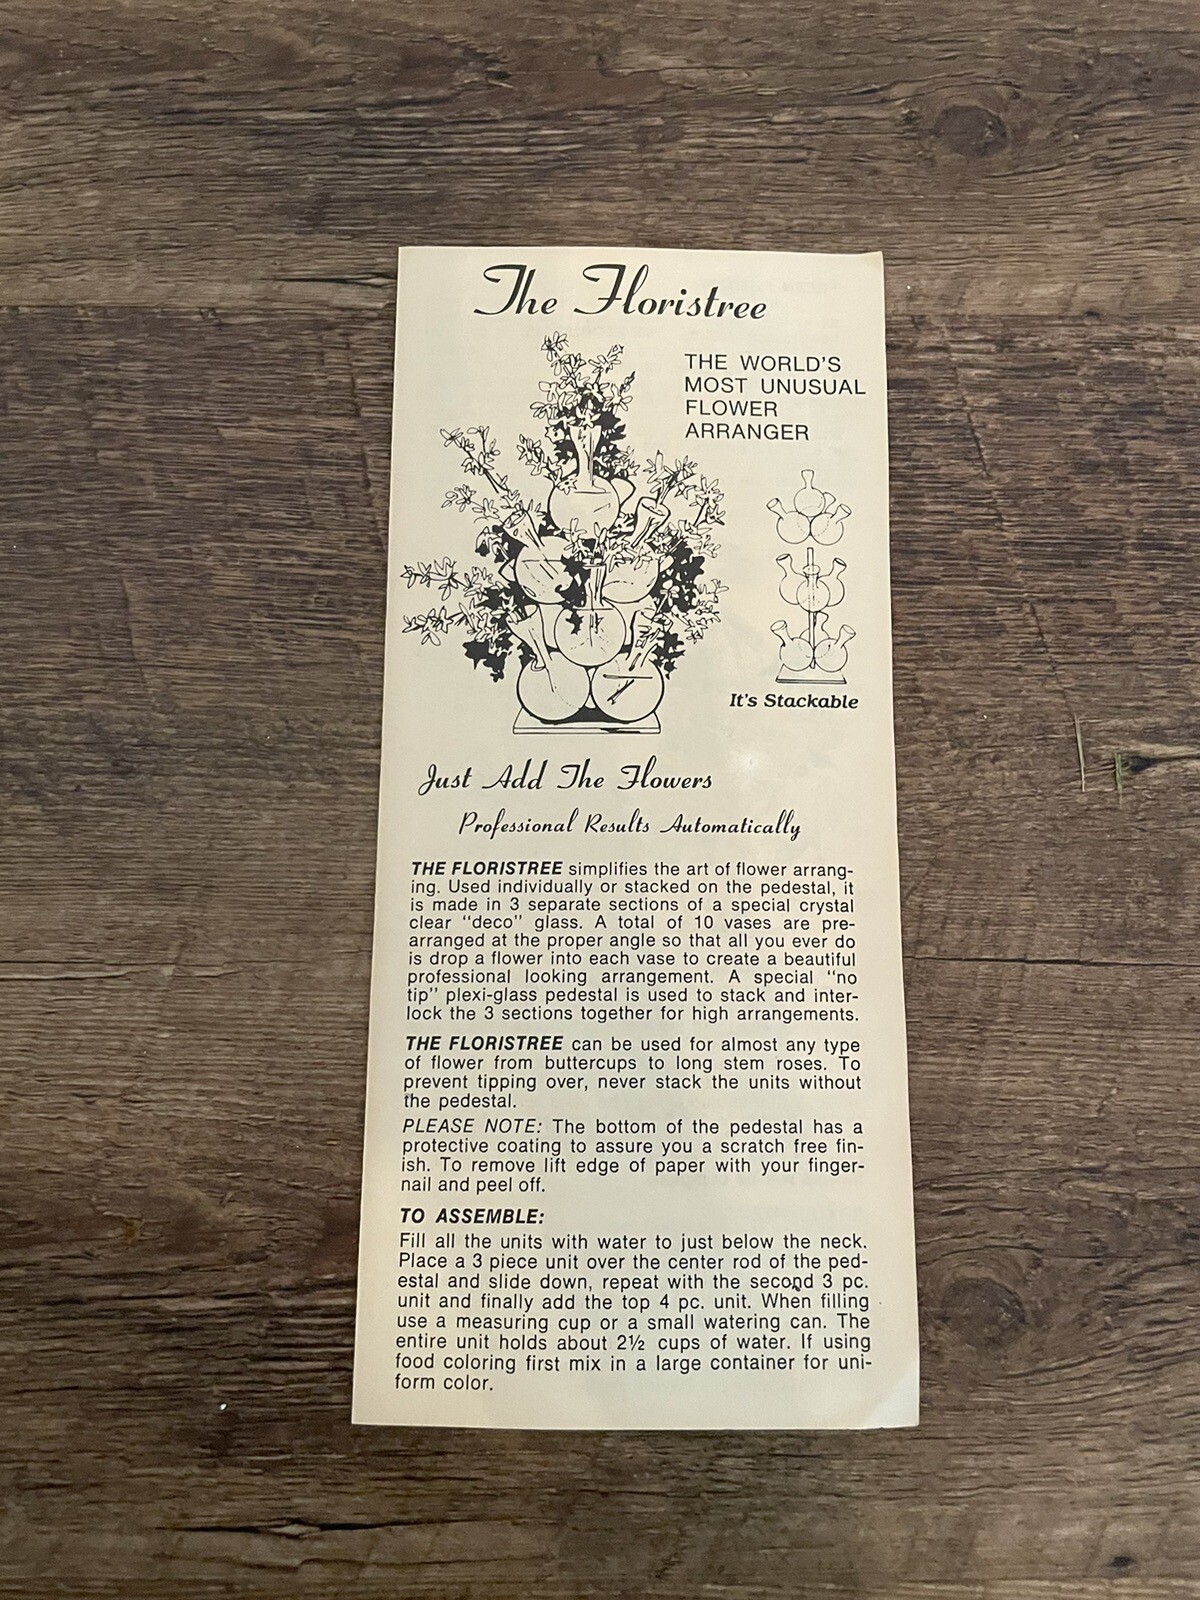 The Floristree
THE WORLD'S
MOST UNUSUAL
FLOWER
ARRANGER
It's Stackable
Just Add The Flowers
Professional Results Automatically
THE FLORISTREE simplifies the art of flower arrang-
ing. Used individually or stacked on the pedestal, it
is made in 3 separate sections of a special crystal
clear "deco" glass. A total of 10 vases are pre-
arranged at the proper angle so that all you ever do
is drop a flower into each vase to create a beautiful
professional looking arrangement. A special "no
tip" plexi-glass pedestal is used to stack and inter-
lock the 3 sections together for high arrangements.
THE FLORISTREE can be used for almost any type
of flower from buttercups to long stem roses. To
prevent tipping over, never stack the units without
the pedestal.
PLEASE NOTE: The bottom of the pedestal has a
protective coating to assure you a scratch free fin-
ish. To remove lift edge of paper with your finger-
nail and peel off.
TO ASSEMBLE:
Fill all the units with water to just below the neck.
Place a 3 piece unit over the center rod of the ped-
estal and slide down, repeat with the second 3 pc.
unit and finally add the top 4 pc. unit. When filling
use a measuring cup or a small watering can. The
entire unit holds about 2½ cups of water. If using
food coloring first mix in a large container for uni-
form color.